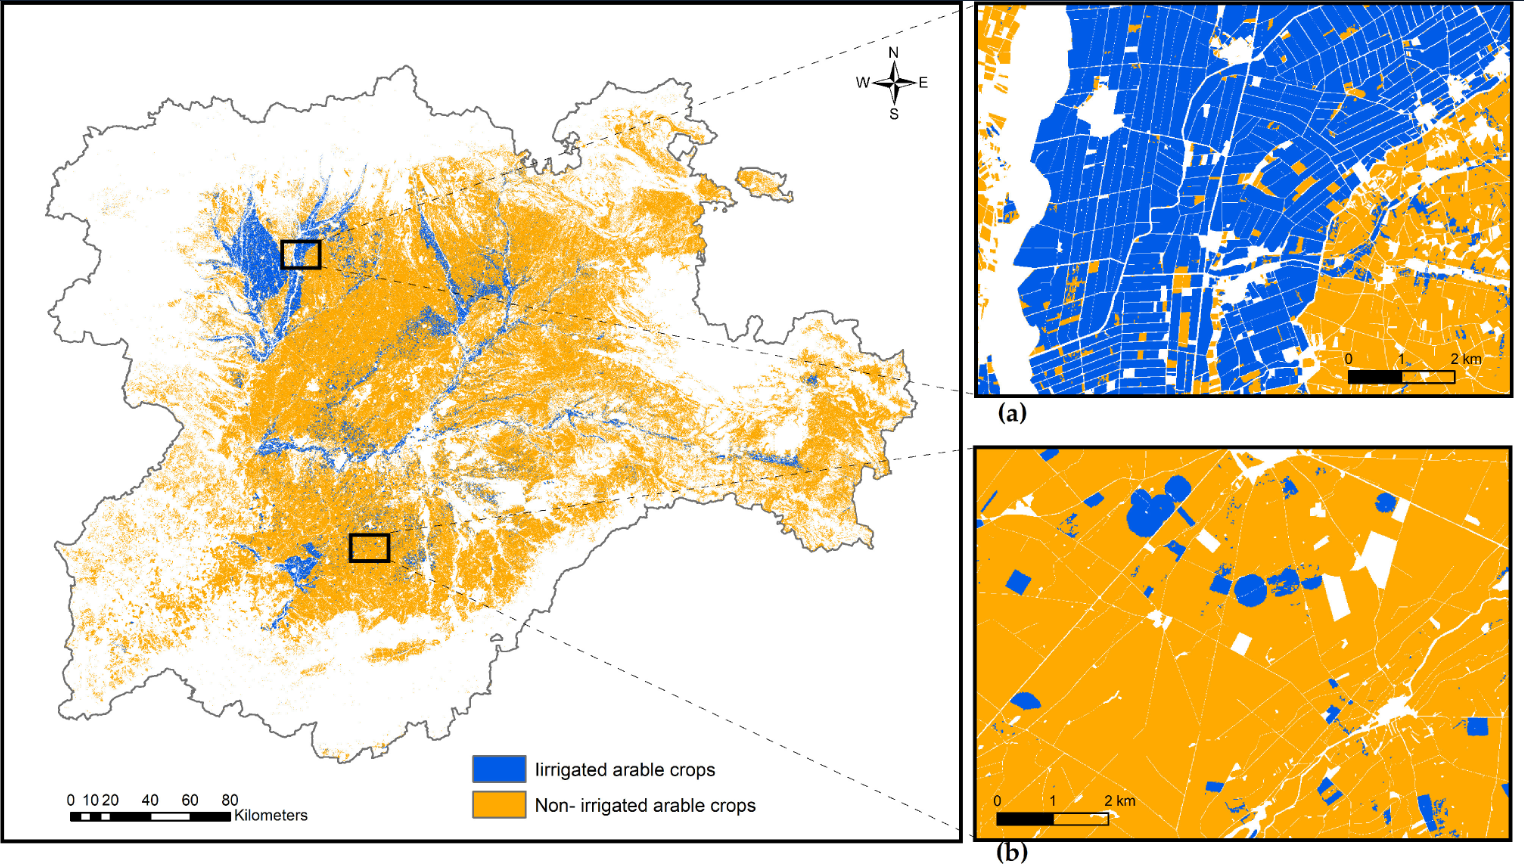 N
W E
S
0 10 20 40 60 80
Kilometers
Iirrigated arable crops
Non- irrigated arable crops
0 1 2 km
(a)
0 1 2 km
(b)